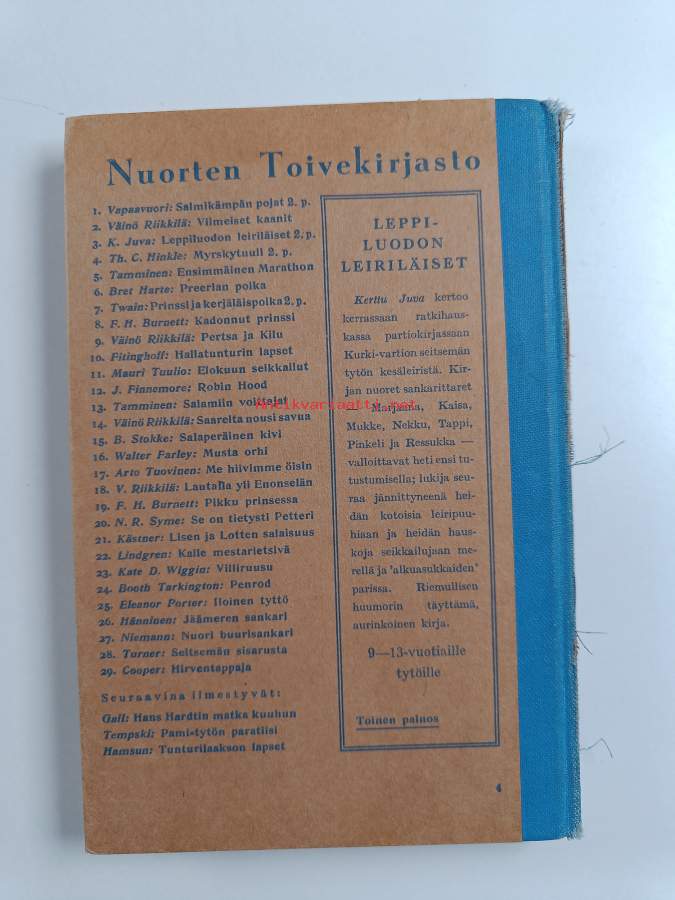 Nuorten Toivekirjasto
1. Vapaavuori: Salmikämpän pojat 2. p.
2. Väinö Riikkilä: Viimeiset kaanit
3. K. Juva: Leppiluodon leiriläiset 2. p.
4. Th. C. Hinkle: Myrskytuuli 2. p.
5. Tamminen: Ensimmäinen Marathon
6. Bret Harte: Preerian poika
7. Twain: Prinssi ja kerjäläispoika 2. p.
8. F. H. Burnett: Kadonnut prinssi
9. Väinö Riikkilä: Pertsa ja Kilu
10. Fitinghoff: Hallatunturin lapset
11. Mauri Tuulio: Elokuun seikkailut
12. J. Finnemore: Robin Hood
13. Tamminen: Salamiin voittajat
14. Väinö Riikkilä: Saarelta nousi savua
15. B. Stokke: Salaperäinen kivi
16. Walter Farley: Musta orhi
17. Arto Tuovinen: Me hiivimme öisin
18. V. Riikkilä: Lautalla yli Enonselän
19. F. H. Burnett: Pikku prinsessa
20. N. R. Syme: Se on tietysti Petteri
21. Kästner: Lisen ja Lotten salaisuus
22. Lindgren: Kalle mestarietsivä
23. Kate D. Wiggin: Villiruusu
24. Booth Tarkington: Penrod
25. Eleanor Porter: Iloinen tyttö
26. Hänninen: Jäämeren sankari
27. Niemann: Nuori buurisankari
28. Turner: Seitsemän sisarusta
29. Cooper: Hirventappaja
Seuraavina ilmestyvät:
Gail: Hans Hardtin matka kuuhun
Tempski: Pami-tytön paratiisi
Hamsun: Tunturilaakson lapset
LEPPI-
LUODON
LEIRILÄISET
Kerttu Juva kertoo
kerrassaan ratkihaus-
kassa partiokirjassaan
Kurki-vartion seitsemän
tytön kesäleiristä. Kir-
jan nuoret sankarittaret
— Marjaana, Kaisa,
Mukke, Nekku, Tappi,
Pinkeli ja Ressukka —
valloittavat heti ensi tu-
tustumisella; lukija seu-
raa jännittyneenä hei-
dän kotoisia leiripuu-
hiaan ja heidän haus-
koja seikkailujaan me-
rellä ja 'alkuasukkaiden'
parissa. Riemullisen
huumorin täyttämä,
aurinkoinen kirja.
9—13-vuotiaille
tytöille
Toinen painos
4
Antikvariaatti.net